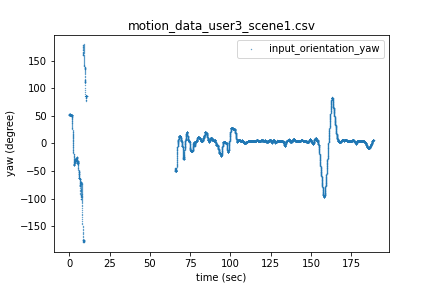 motion_data_user3_scene1.csv
input_orientation_yaw
yaw (degree)
150
100
50
0
−50
−100
−150
0 25 50 75 100 125 150 175
time (sec)